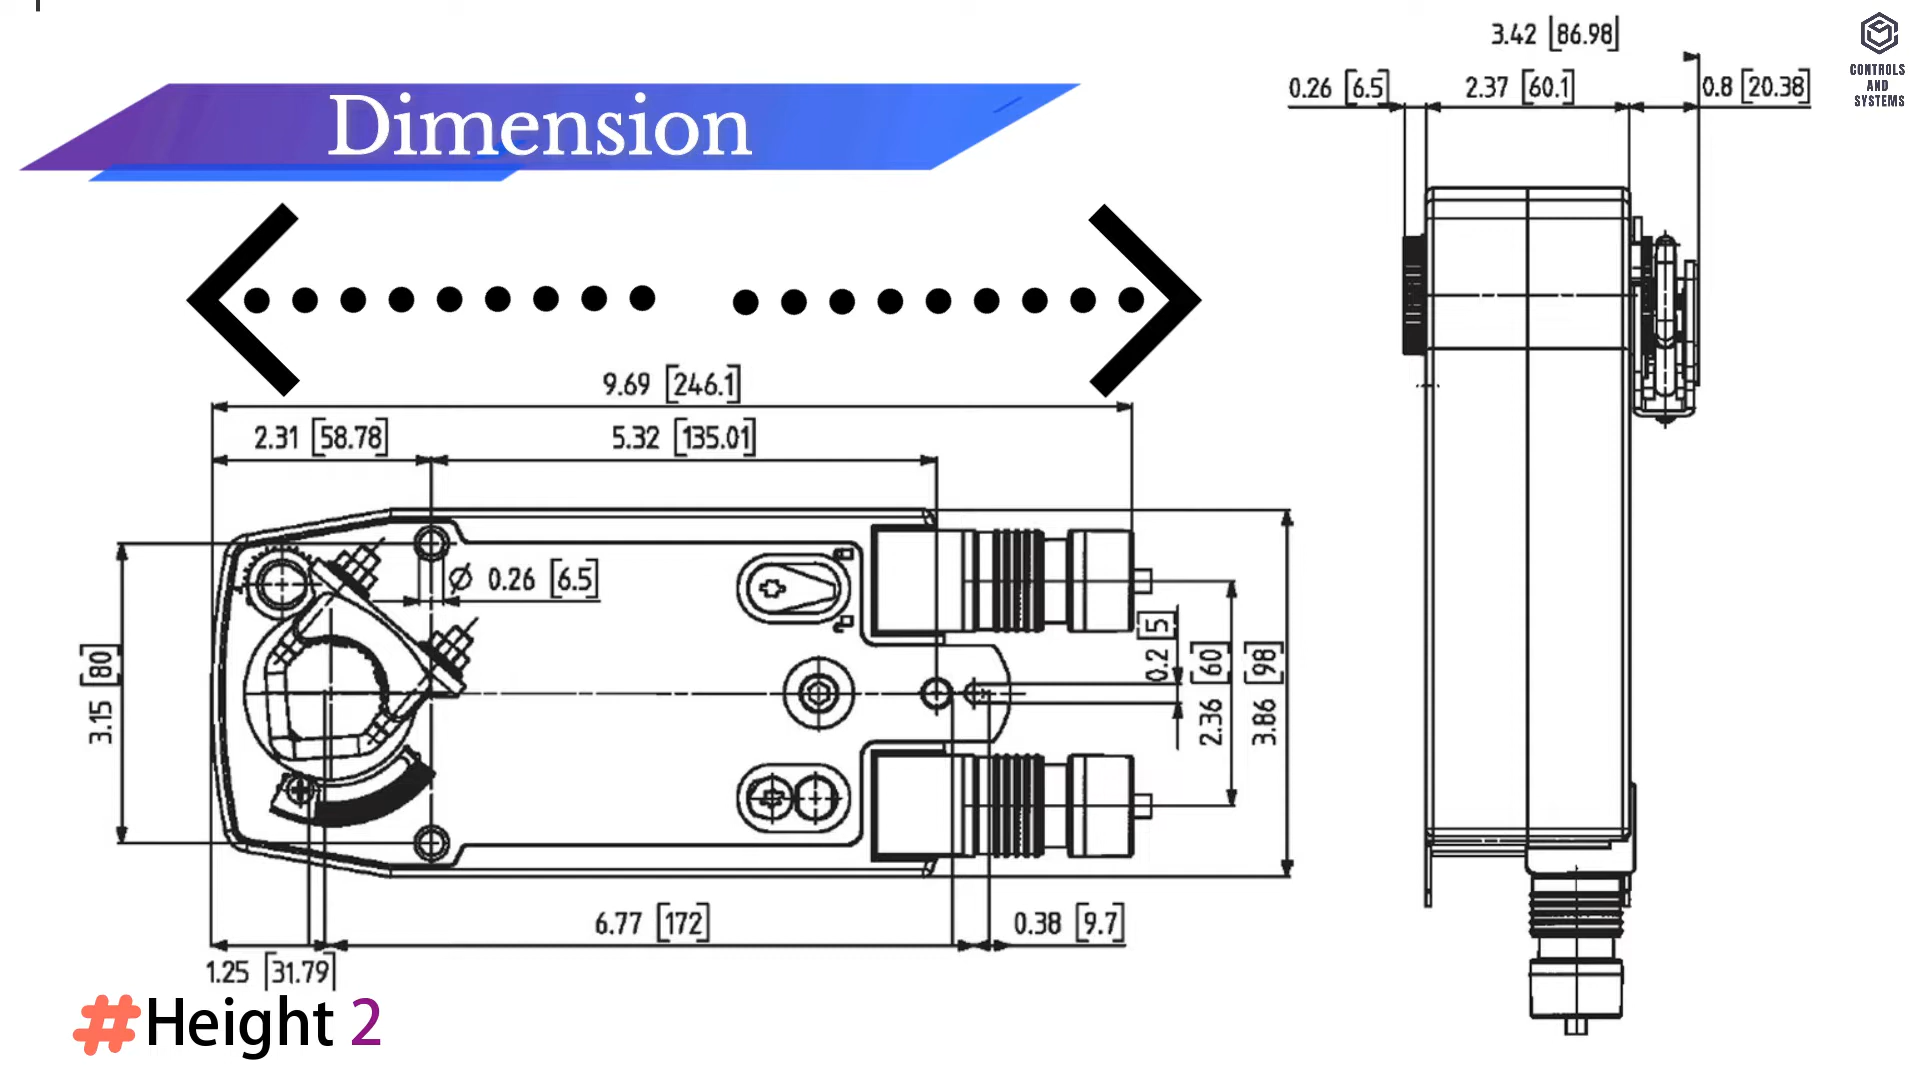 3.42 [86.98]
0.26 [6.5]
2.37 [60.1]
0.8 [20.38]
CONTROLS
AND
SYSTEMS
Dimension
9.69 [246.1]
2.31 [58.78]
5.32 [135.01]
Ø 0.26 [6.5]
3.15 [80]
0.2 [5]
2.36 [60]
3.86 [98]
6.77 [172]
0.38 [9.7]
1.25 [31.79]
#Height 2